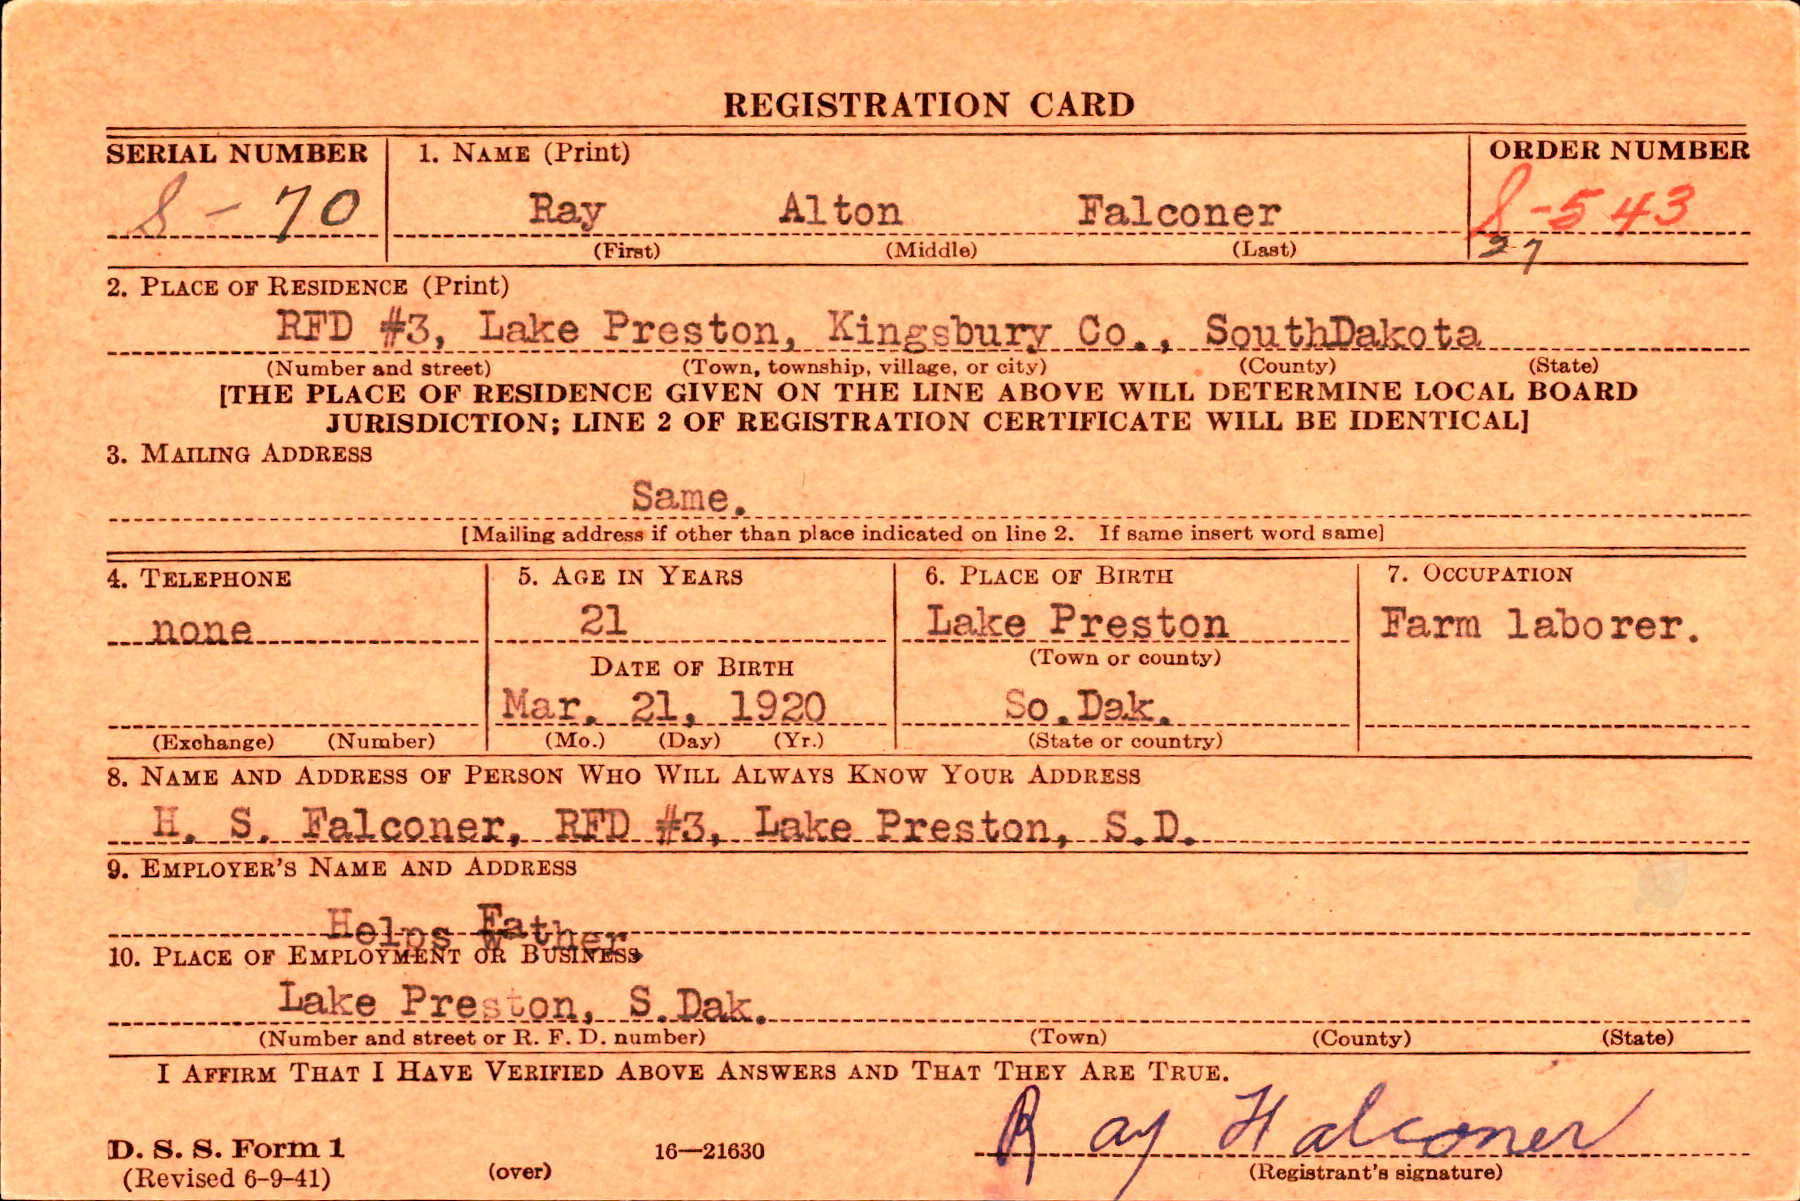 REGISTRATION CARD
SERIAL NUMBER 1. NAME (Print) ORDER NUMBER
S-70 Ray Alton Falconer S-543
(First) (Middle) (Last) 27
2. PLACE OF RESIDENCE (Print)
RFD #3, Lake Preston, Kingsbury Co., SouthDakota
(Number and street) (Town, township, village, or city) (County) (State)
[THE PLACE OF RESIDENCE GIVEN ON THE LINE ABOVE WILL DETERMINE LOCAL BOARD
JURISDICTION; LINE 2 OF REGISTRATION CERTIFICATE WILL BE IDENTICAL]
3. MAILING ADDRESS
Same.
[Mailing address if other than place indicated on line 2. If same insert word same]
4. TELEPHONE 5. AGE IN YEARS 6. PLACE OF BIRTH 7. OCCUPATION
none 21 Lake Preston Farm laborer.
DATE OF BIRTH (Town or county)
Mar. 21, 1920 So.Dak.
(Exchange) (Number) (Mo.) (Day) (Yr.) (State or country)
8. NAME AND ADDRESS OF PERSON WHO WILL ALWAYS KNOW YOUR ADDRESS
H. S. Falconer, RFD #3, Lake Preston, S.D.
9. EMPLOYER'S NAME AND ADDRESS
Helps Father
10. PLACE OF EMPLOYMENT OR BUSINESS
Lake Preston, S.Dak.
(Number and street or R. F. D. number) (Town) (County) (State)
I AFFIRM THAT I HAVE VERIFIED ABOVE ANSWERS AND THAT THEY ARE TRUE.
Ray Falconer
D. S. S. Form 1 16—21630
(Revised 6-9-41) (over) (Registrant's signature)